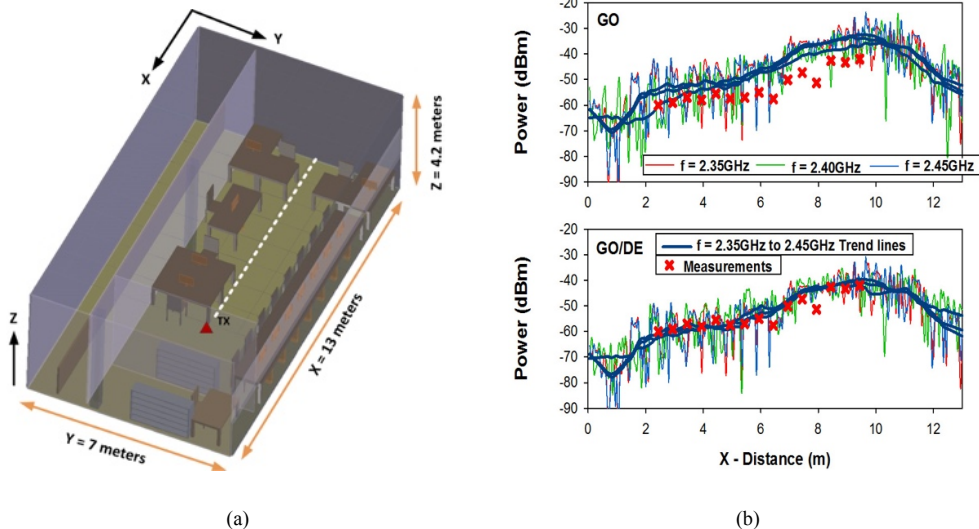 Y
X
Z = 4.2 meters
TX
Z
X = 13 meters
Y = 7 meters
(a)
-20
-30
-40
-50
-60
-70
-80
-90
Power (dBm)
GO
f = 2.35GHz
f = 2.40GHz
f = 2.45GHz
0 2 4 6 8 10 12
-20
-30
-40
-50
-60
-70
-80
-90
Power (dBm)
GO/DE
f = 2.35GHz to 2.45GHz Trend lines
Measurements
0 2 4 6 8 10 12
X - Distance (m)
(b)